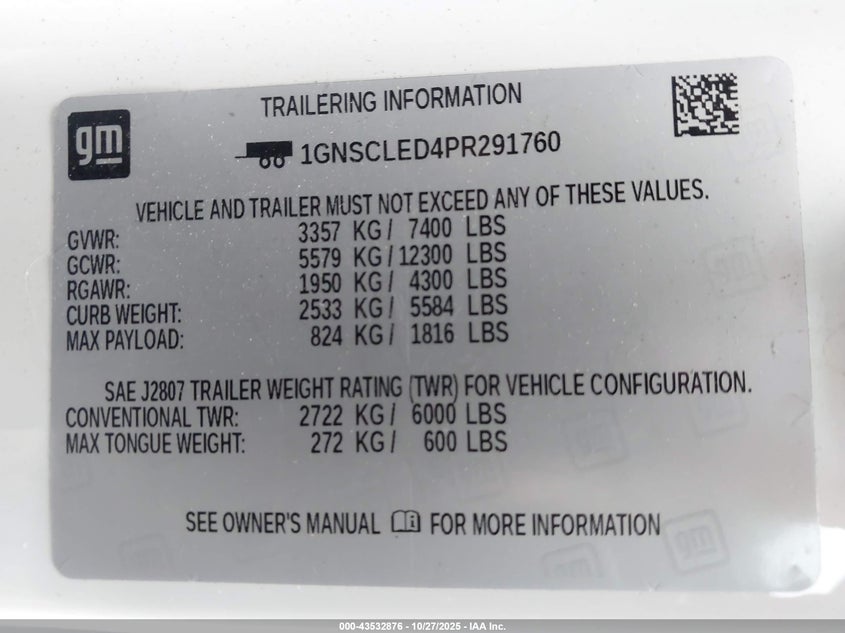 gm
TRAILERING INFORMATION
1GNSCLED4PR291760
VEHICLE AND TRAILER MUST NOT EXCEED ANY OF THESE VALUES.
GVWR: 3357 KG / 7400 LBS
GCWR: 5579 KG / 12300 LBS
RGAWR: 1950 KG / 4300 LBS
CURB WEIGHT: 2533 KG / 5584 LBS
MAX PAYLOAD: 824 KG / 1816 LBS
SAE J2807 TRAILER WEIGHT RATING (TWR) FOR VEHICLE CONFIGURATION.
CONVENTIONAL TWR: 2722 KG / 6000 LBS
MAX TONGUE WEIGHT: 272 KG / 600 LBS
SEE OWNER'S MANUAL FOR MORE INFORMATION
gm
000-43532876 - 10/27/2025 - IAA Inc.